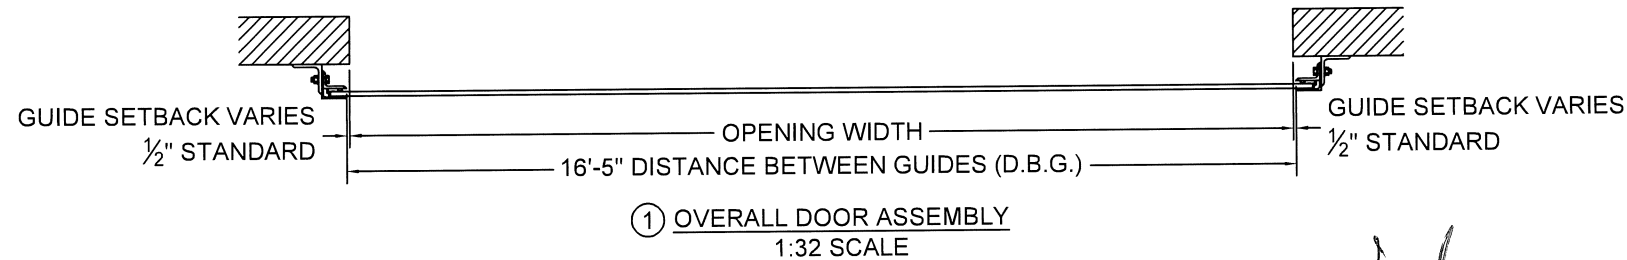 GUIDE SETBACK VARIES
½" STANDARD
OPENING WIDTH
16'-5" DISTANCE BETWEEN GUIDES (D.B.G.)
GUIDE SETBACK VARIES
½" STANDARD
1 OVERALL DOOR ASSEMBLY
1:32 SCALE